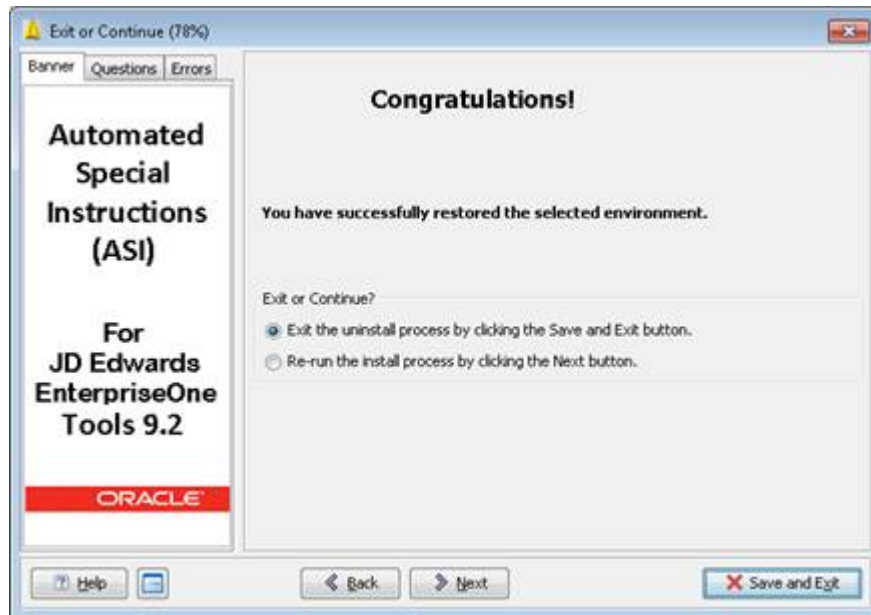 Exit or Continue (78%)
Banner Questions Errors
Automated
Special
Instructions
(ASI)
For
JD Edwards
EnterpriseOne
Tools 9.2
ORACLE
Congratulations!
You have successfully restored the selected environment.
Exit or Continue?
Exit the uninstall process by clicking the Save and Exit button.
Re-run the install process by clicking the Next button.
Help
Back
Next
Save and Exit